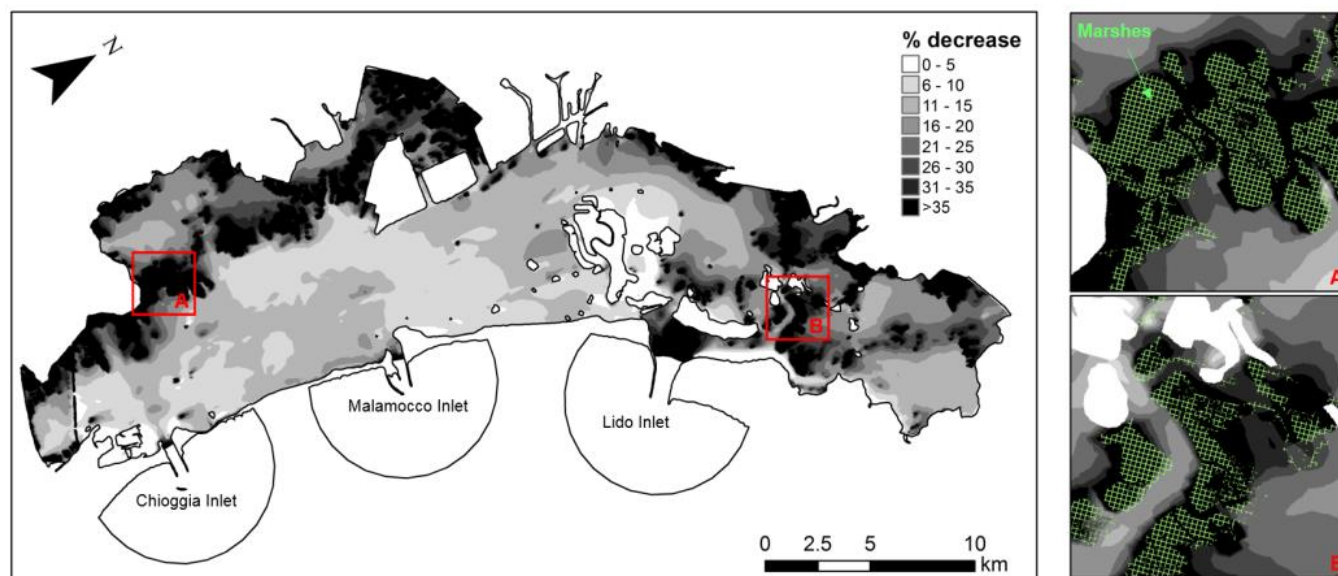 N
% decrease
0 - 5
6 - 10
11 - 15
16 - 20
21 - 25
26 - 30
31 - 35
>35
A
B
Malamocco Inlet
Lido Inlet
Chioggia Inlet
0 2.5 5 10
km
Marshes
A
B